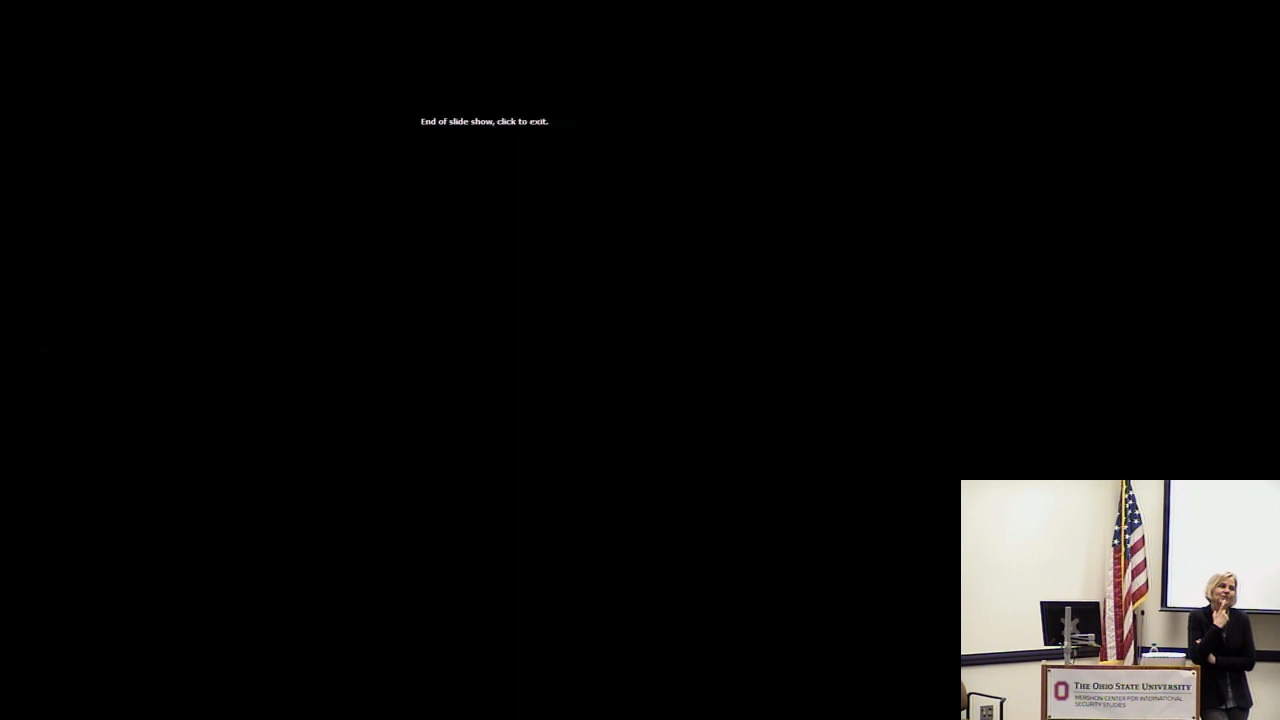 End of slide show, click to exit.
THE OHIO STATE UNIVERSITY
MERSHON CENTER FOR INTERNATIONAL
SECURITY STUDIES